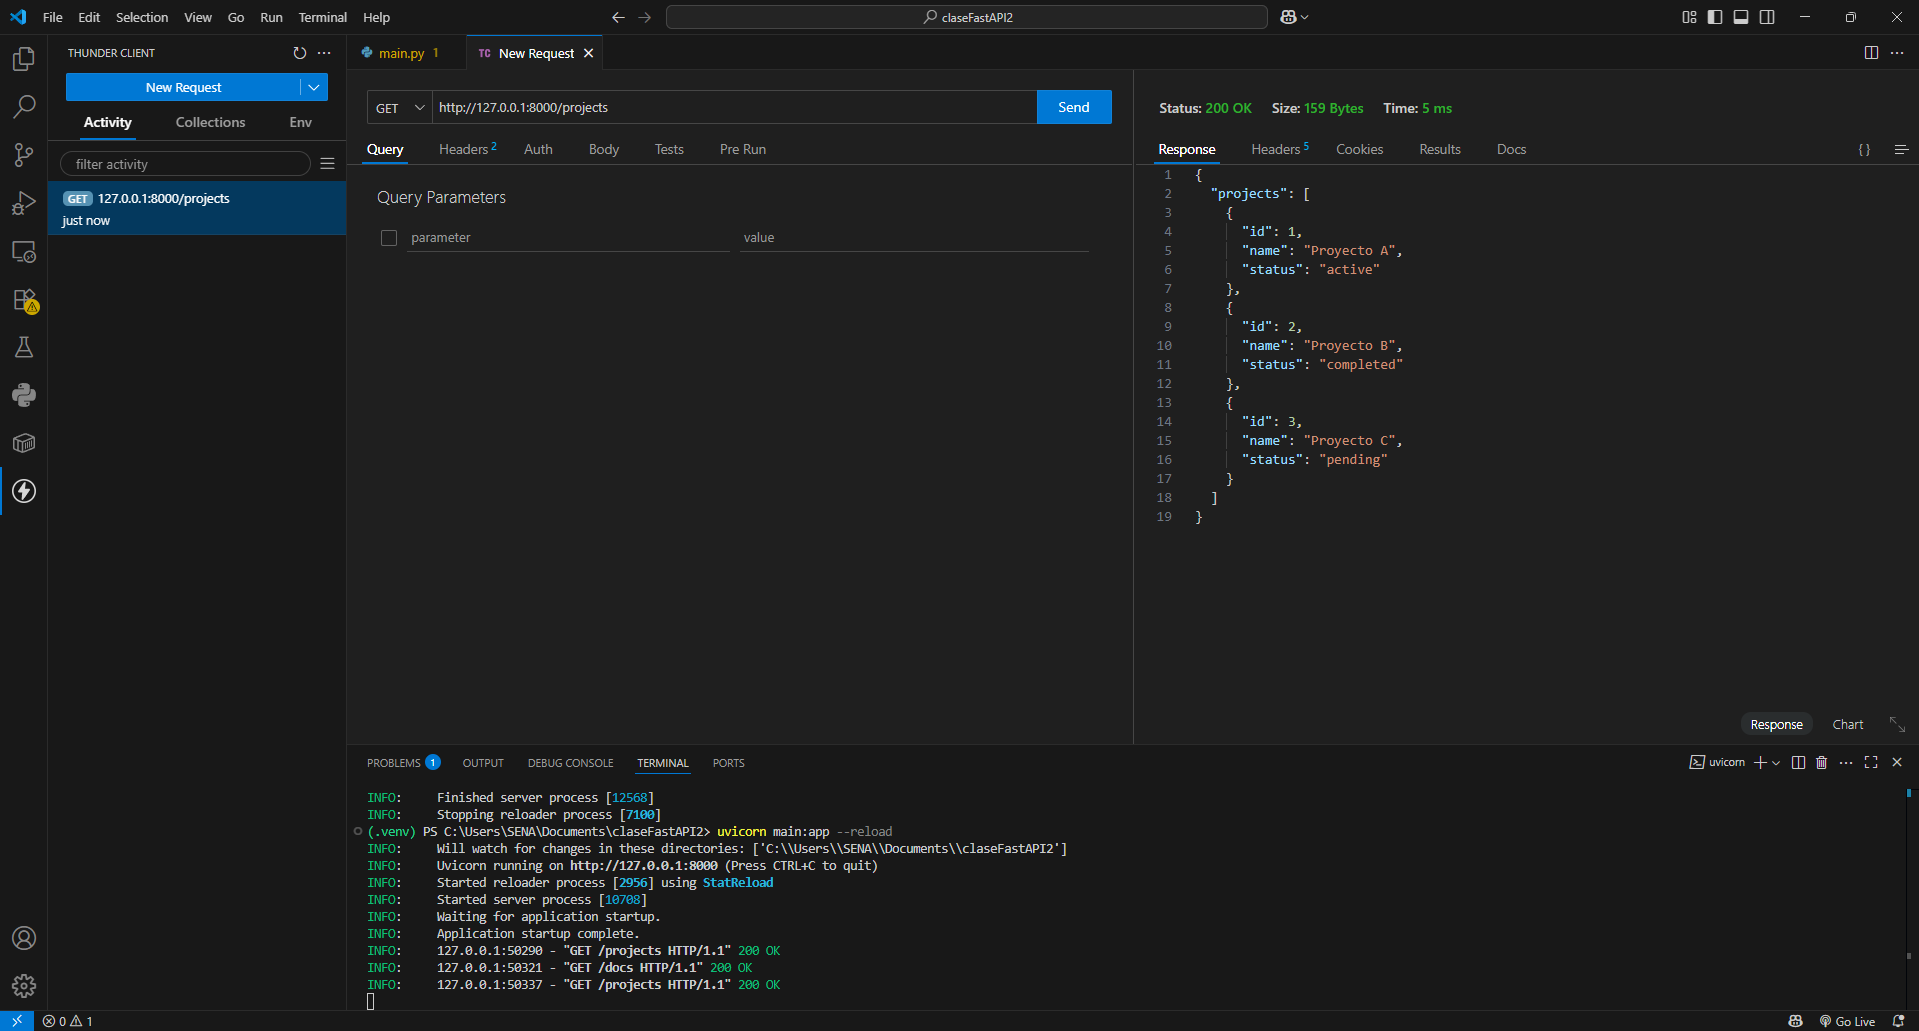 File Edit Selection View Go Run Terminal Help
claseFastAPI2
THUNDER CLIENT
New Request
Activity Collections Env
filter activity
GET 127.0.0.1:8000/projects
just now
main.py 1
TC New Request
GET http://127.0.0.1:8000/projects Send
Query Headers 2 Auth Body Tests Pre Run
Query Parameters
parameter value
Status: 200 OK Size: 159 Bytes Time: 5 ms
Response Headers 5 Cookies Results Docs {}
1 {
2 "projects": [
3 {
4 "id": 1,
5 "name": "Proyecto A",
6 "status": "active"
7 },
8 {
9 "id": 2,
10 "name": "Proyecto B",
11 "status": "completed"
12 },
13 {
14 "id": 3,
15 "name": "Proyecto C",
16 "status": "pending"
17 }
18 ]
19 }
Response Chart
PROBLEMS 1 OUTPUT DEBUG CONSOLE TERMINAL PORTS
uvicorn
INFO: Finished server process [12568]
INFO: Stopping reloader process [7100]
(.venv) PS C:\Users\SENA\Documents\claseFastAPI2> uvicorn main:app --reload
INFO: Will watch for changes in these directories: ['C:\\Users\\SENA\\Documents\\claseFastAPI2']
INFO: Uvicorn running on http://127.0.0.1:8000 (Press CTRL+C to quit)
INFO: Started reloader process [2956] using StatReload
INFO: Started server process [10708]
INFO: Waiting for application startup.
INFO: Application startup complete.
INFO: 127.0.0.1:50290 - "GET /projects HTTP/1.1" 200 OK
INFO: 127.0.0.1:50321 - "GET /docs HTTP/1.1" 200 OK
INFO: 127.0.0.1:50337 - "GET /projects HTTP/1.1" 200 OK
0 1
Go Live